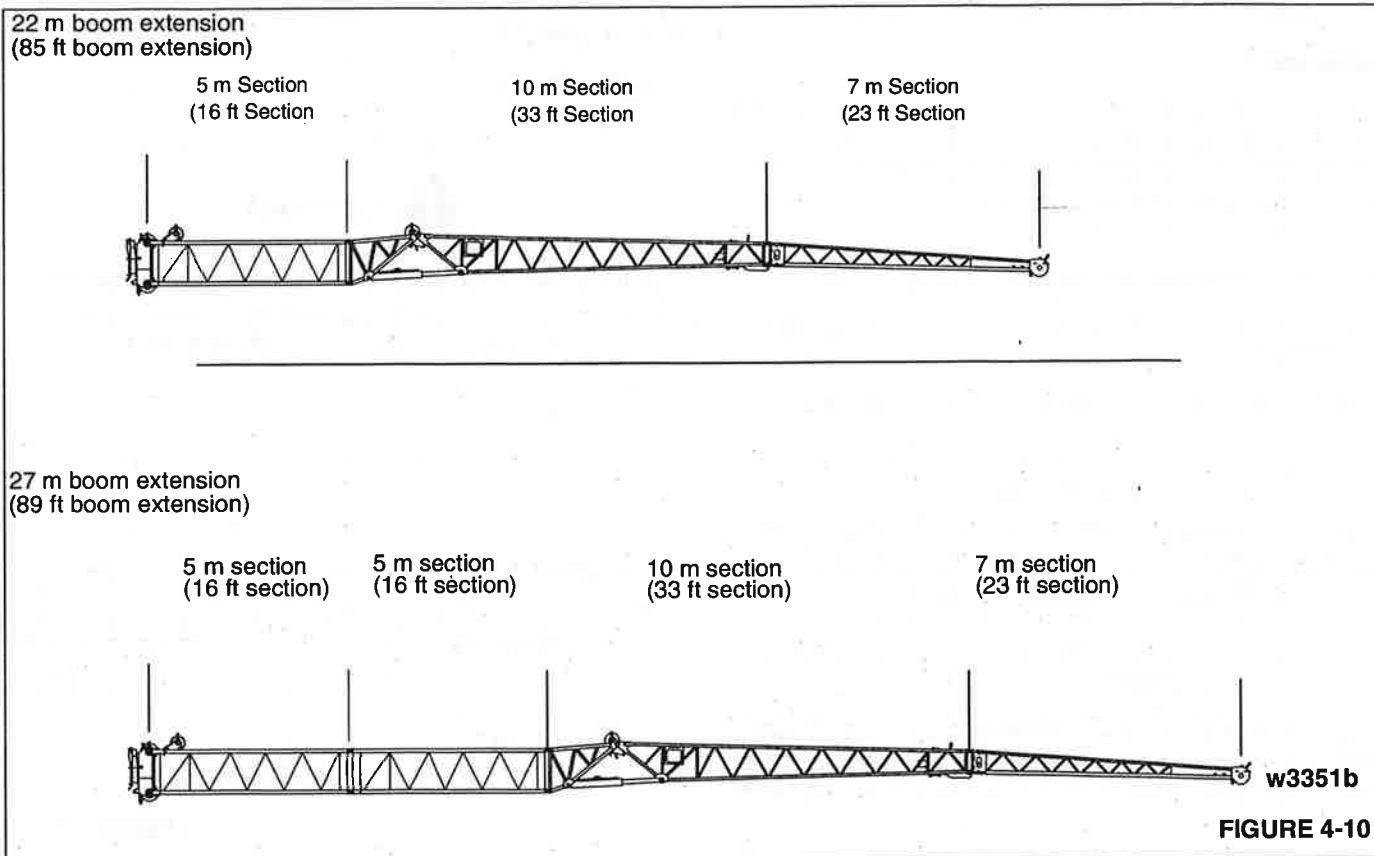 22 m boom extension
(85 ft boom extension)
5 m Section
(16 ft Section
10 m Section
(33 ft Section
7 m Section
(23 ft Section
27 m boom extension
(89 ft boom extension)
5 m section
(16 ft section)
5 m section
(16 ft section)
10 m section
(33 ft section)
7 m section
(23 ft section)
w3351b
FIGURE 4-10